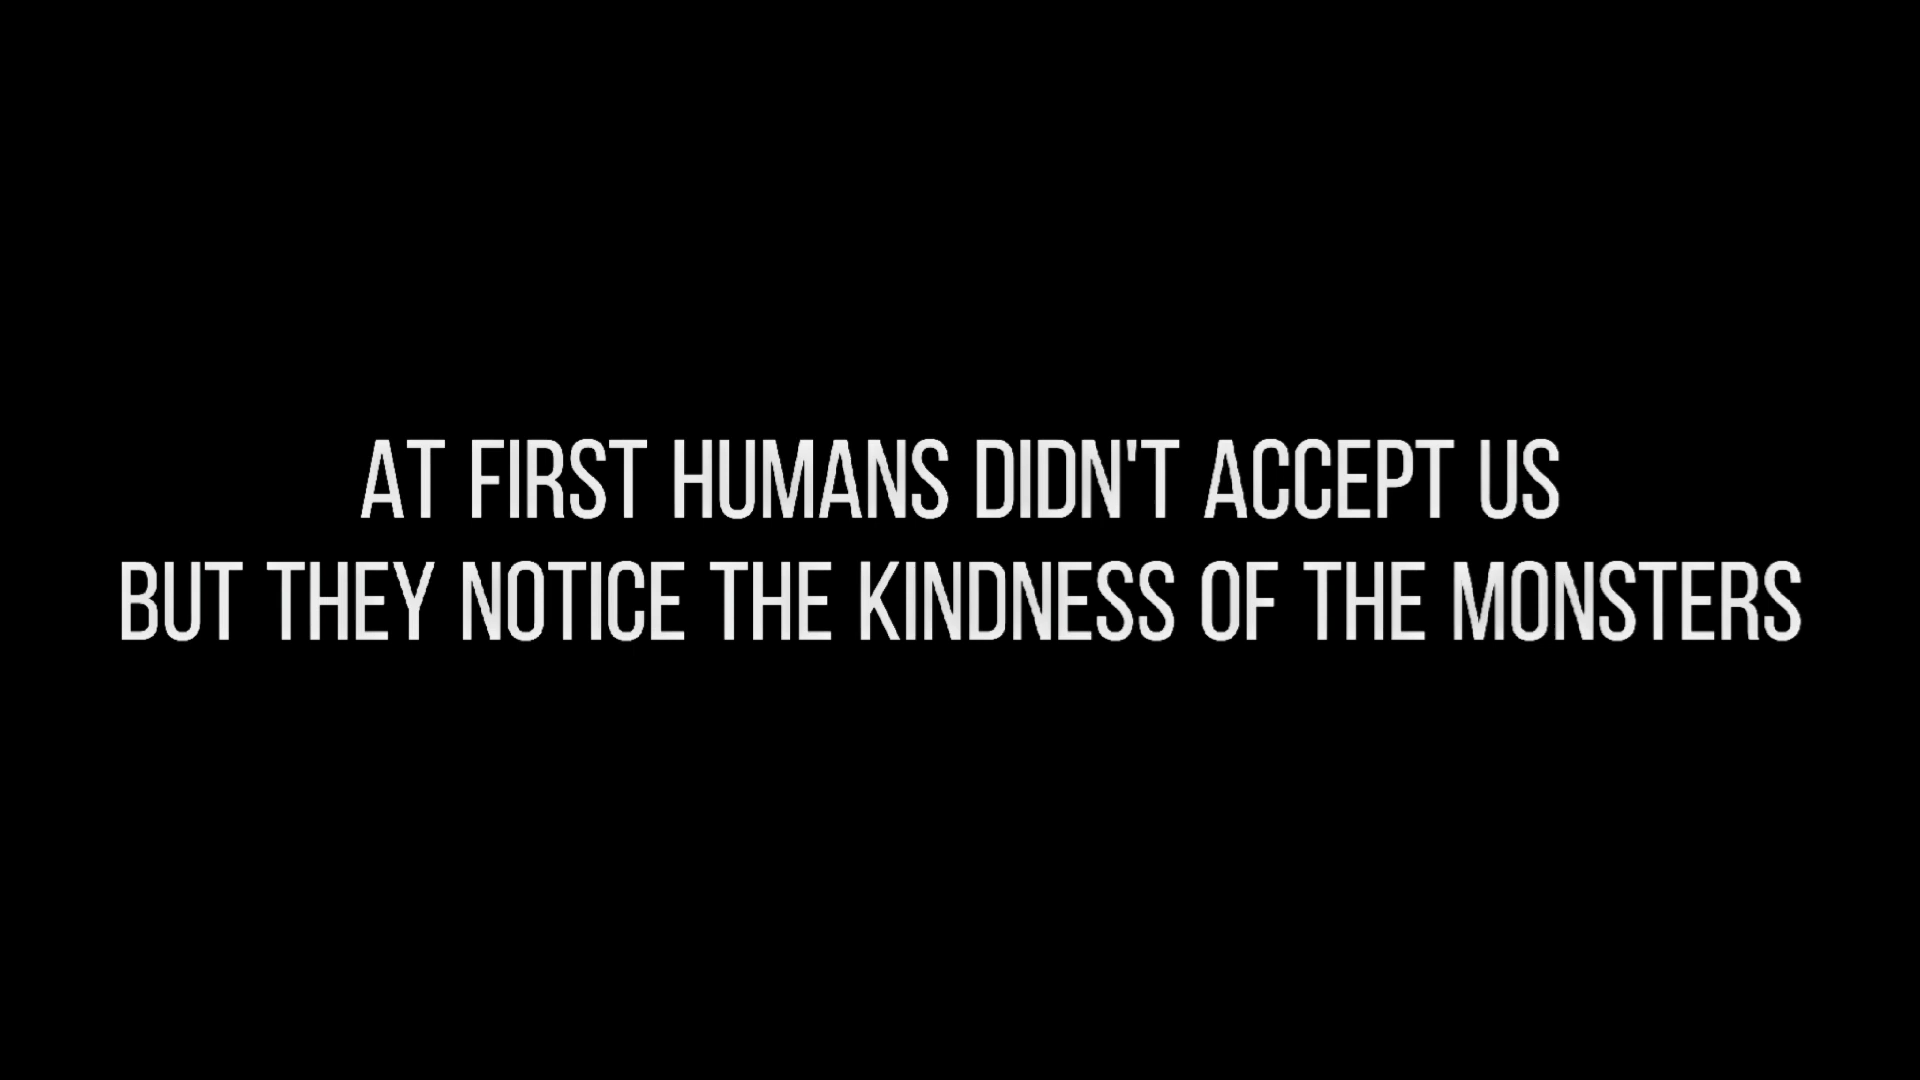 AT FIRST HUMANS DIDN'T ACCEPT US
BUT THEY NOTICE THE KINDNESS OF THE MONSTERS